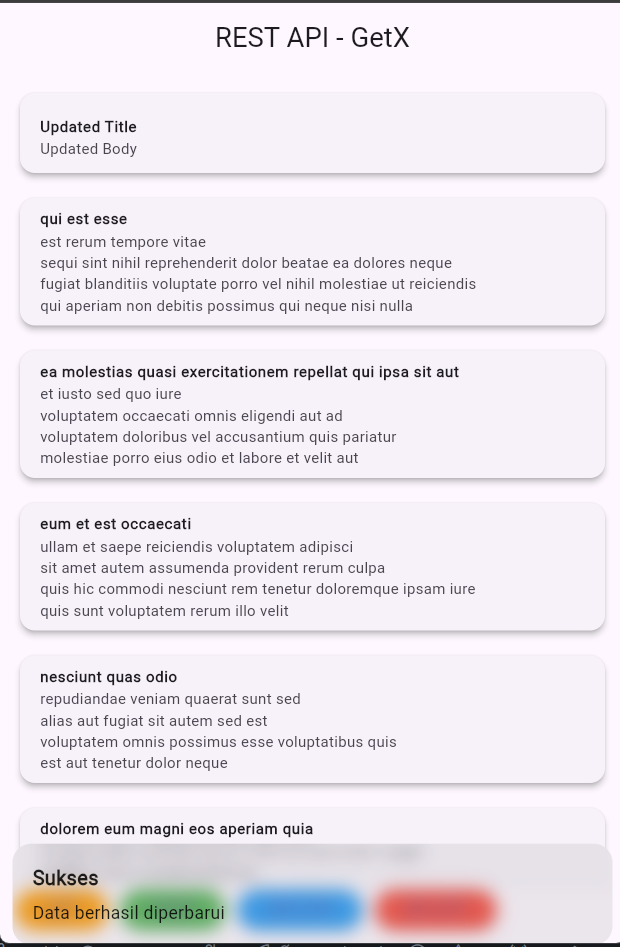 REST API - GetX
Updated Title
Updated Body
qui est esse
est rerum tempore vitae
sequi sint nihil reprehenderit dolor beatae ea dolores neque
fugiat blanditiis voluptate porro vel nihil molestiae ut reiciendis
qui aperiam non debitis possimus qui neque nisi nulla
ea molestias quasi exercitationem repellat qui ipsa sit aut
et iusto sed quo iure
voluptatem occaecati omnis eligendi aut ad
voluptatem doloribus vel accusantium quis pariatur
molestiae porro eius odio et labore et velit aut
eum et est occaecati
ullam et saepe reiciendis voluptatem adipisci
sit amet autem assumenda provident rerum culpa
quis hic commodi nesciunt rem tenetur doloremque ipsam iure
quis sunt voluptatem rerum illo velit
nesciunt quas odio
repudiandae veniam quaerat sunt sed
alias aut fugiat sit autem sed est
voluptatem omnis possimus esse voluptatibus quis
est aut tenetur dolor neque
dolorem eum magni eos aperiam quia
Sukses
Data berhasil diperbarui